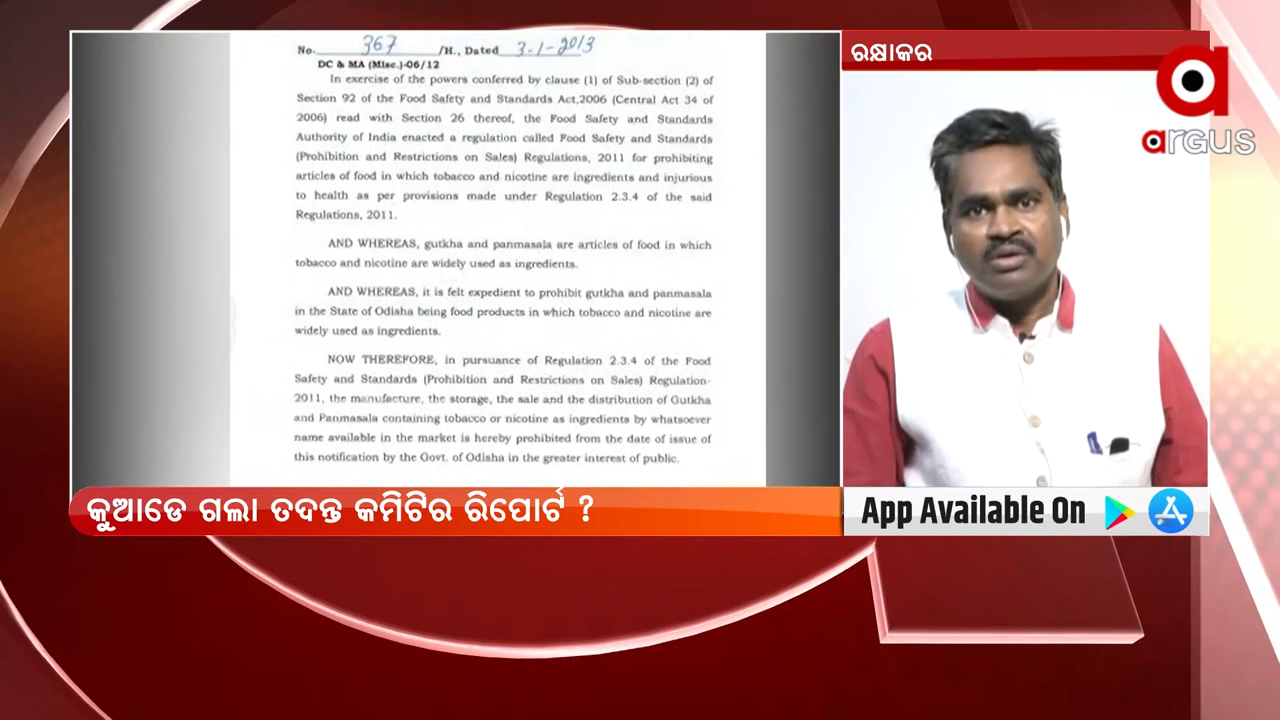 No. 367 /H., Dated 3-1-2013
DC & MA (Misc.)-06/12
In exercise of the powers conferred by clause (1) of Sub-section (2) of
Section 92 of the Food Safety and Standards Act,2006 (Central Act 34 of
2006) read with Section 26 thereof, the Food Safety and Standards
Authority of India enacted a regulation called Food Safety and Standards
(Prohibition and Restrictions on Sales) Regulations, 2011 for prohibiting
articles of food in which tobacco and nicotine are ingredients and injurious
to health as per provisions made under Regulation 2.3.4 of the said
Regulations, 2011.
AND WHEREAS, gutkha and panmasala are articles of food in which
tobacco and nicotine are widely used as ingredients.
AND WHEREAS, it is felt expedient to prohibit gutkha and panmasala
in the State of Odisha being food products in which tobacco and nicotine are
widely used as ingredients.
NOW THEREFORE, in pursuance of Regulation 2.3.4 of the Food
Safety and Standards (Prohibition and Restrictions on Sales) Regulation-
2011, the manufacture, the storage, the sale and the distribution of Gutkha
and Panmasala containing tobacco or nicotine as ingredients by whatsoever
name available in the market is hereby prohibited from the date of issue of
this notification by the Govt. of Odisha in the greater interest of public.
ରକ୍ଷାକର
argus
କୁଆଡେ ଗଲା ତଦନ୍ତ କମିଟିର ରିପୋର୍ଟ ?
App Available On